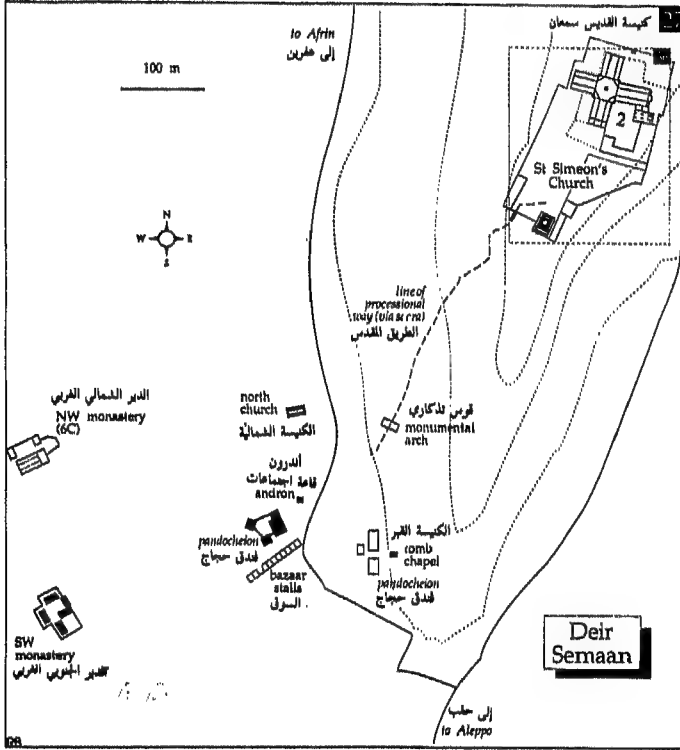 to Afrin
إلى عفرين
كنيسة القديس سمعان
100 m
N
W
E
S
2
St Simeon's
Church
line of
processional
way (via sacra)
الطريق المقدس
الدير الشمالي الغربي
NW monastery
(6C)
north
church
الكنيسة الشمالية
قوس تذكاري
monumental
arch
أندرون
قاعة اجتماعات
andron
pandocheion
فندق حجاج
bazaar
stalls
السوق
الكنيسة القبر
tomb
chapel
pandocheion
فندق حجاج
SW
monastery
الدير الجنوبي الغربي
Deir
Semaan
إلى حلب
to Aleppo